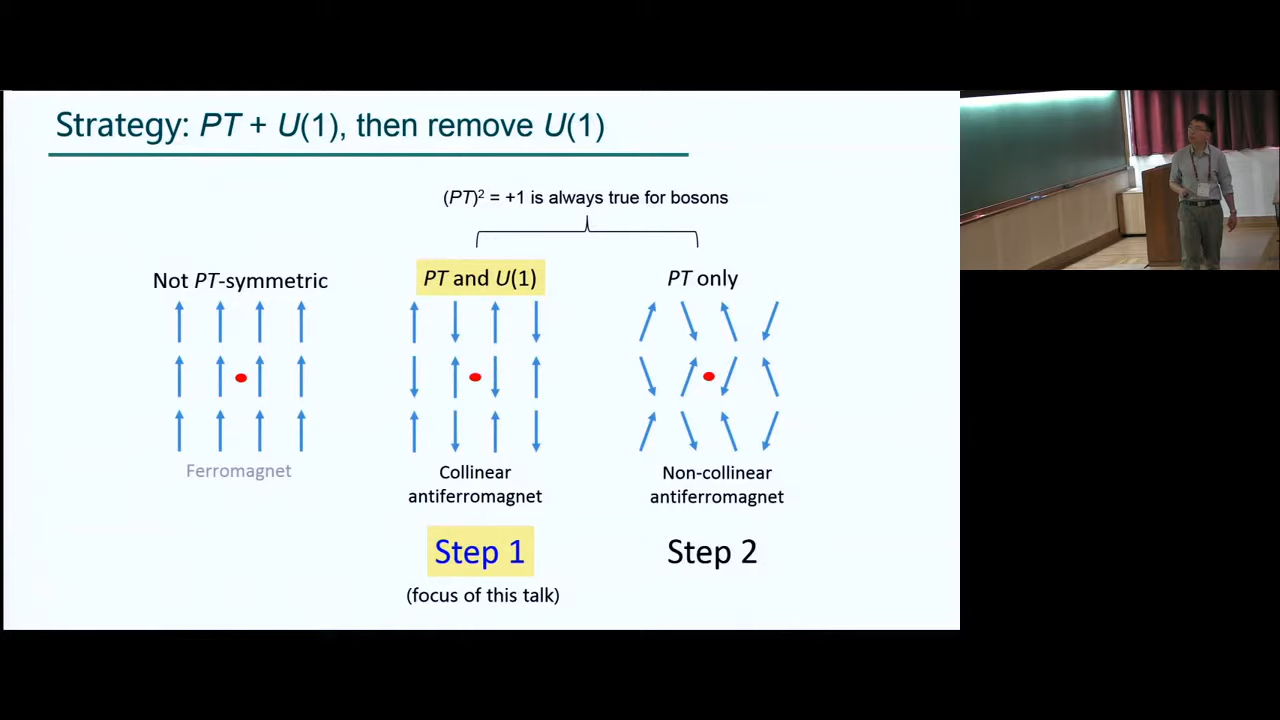 Strategy: PT + U(1), then remove U(1)
(PT)² = +1 is always true for bosons
Not PT-symmetric
PT and U(1)
PT only
Ferromagnet
Collinear
antiferromagnet
Non-collinear
antiferromagnet
Step 1
Step 2
(focus of this talk)